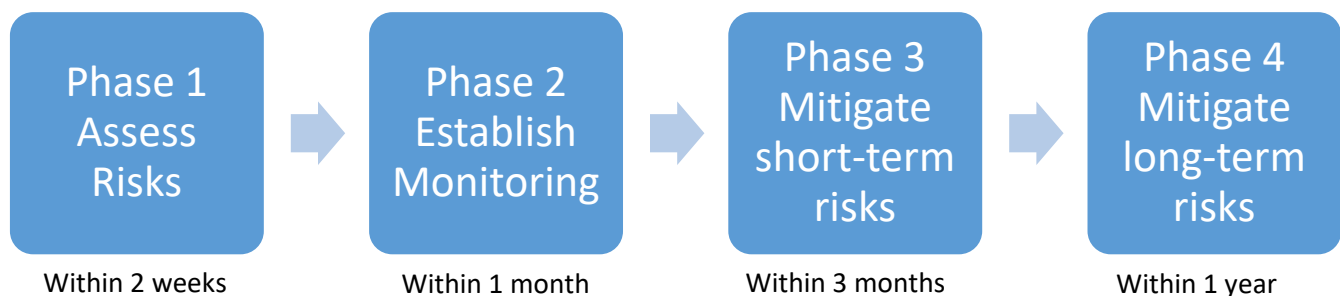 Phase 1
Assess
Risks
Within 2 weeks
Phase 2
Establish
Monitoring
Within 1 month
Phase 3
Mitigate
short-term
risks
Within 3 months
Phase 4
Mitigate
long-term
risks
Within 1 year